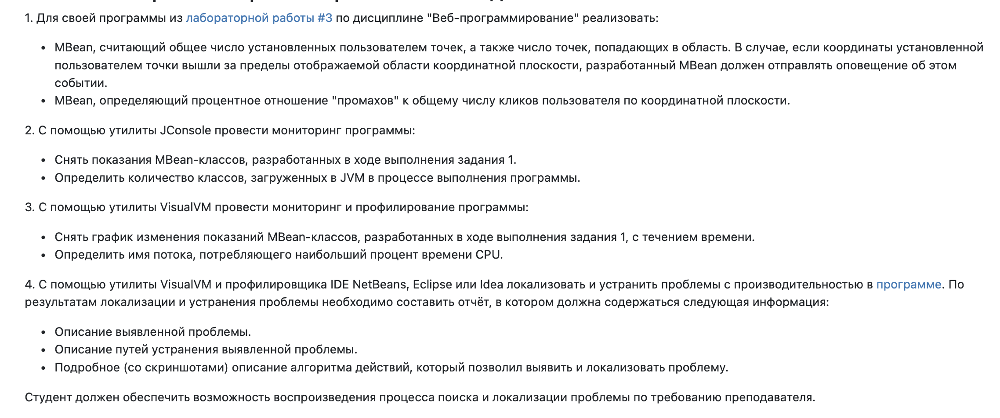 1. Для своей программы из лабораторной работы #3 по дисциплине "Веб-программирование" реализовать:
• MBean, считающий общее число установленных пользователем точек, а также число точек, попадающих в область. В случае, если координаты установленной
пользователем точки вышли за пределы отображаемой области координатной плоскости, разработанный MBean должен отправлять оповещение об этом
событии.
• MBean, определяющий процентное отношение "промахов" к общему числу кликов пользователя по координатной плоскости.
2. С помощью утилиты JConsole провести мониторинг программы:
• Снять показания MBean-классов, разработанных в ходе выполнения задания 1.
• Определить количество классов, загруженных в JVM в процессе выполнения программы.
3. С помощью утилиты VisualVM провести мониторинг и профилирование программы:
• Снять график изменения показаний MBean-классов, разработанных в ходе выполнения задания 1, с течением времени.
• Определить имя потока, потребляющего наибольший процент времени CPU.
4. С помощью утилиты VisualVM и профилировщика IDE NetBeans, Eclipse или Idea локализовать и устранить проблемы с производительностью в программе. По
результатам локализации и устранения проблемы необходимо составить отчёт, в котором должна содержаться следующая информация:
• Описание выявленной проблемы.
• Описание путей устранения выявленной проблемы.
• Подробное (со скриншотами) описание алгоритма действий, который позволил выявить и локализовать проблему.
Студент должен обеспечить возможность воспроизведения процесса поиска и локализации проблемы по требованию преподавателя.